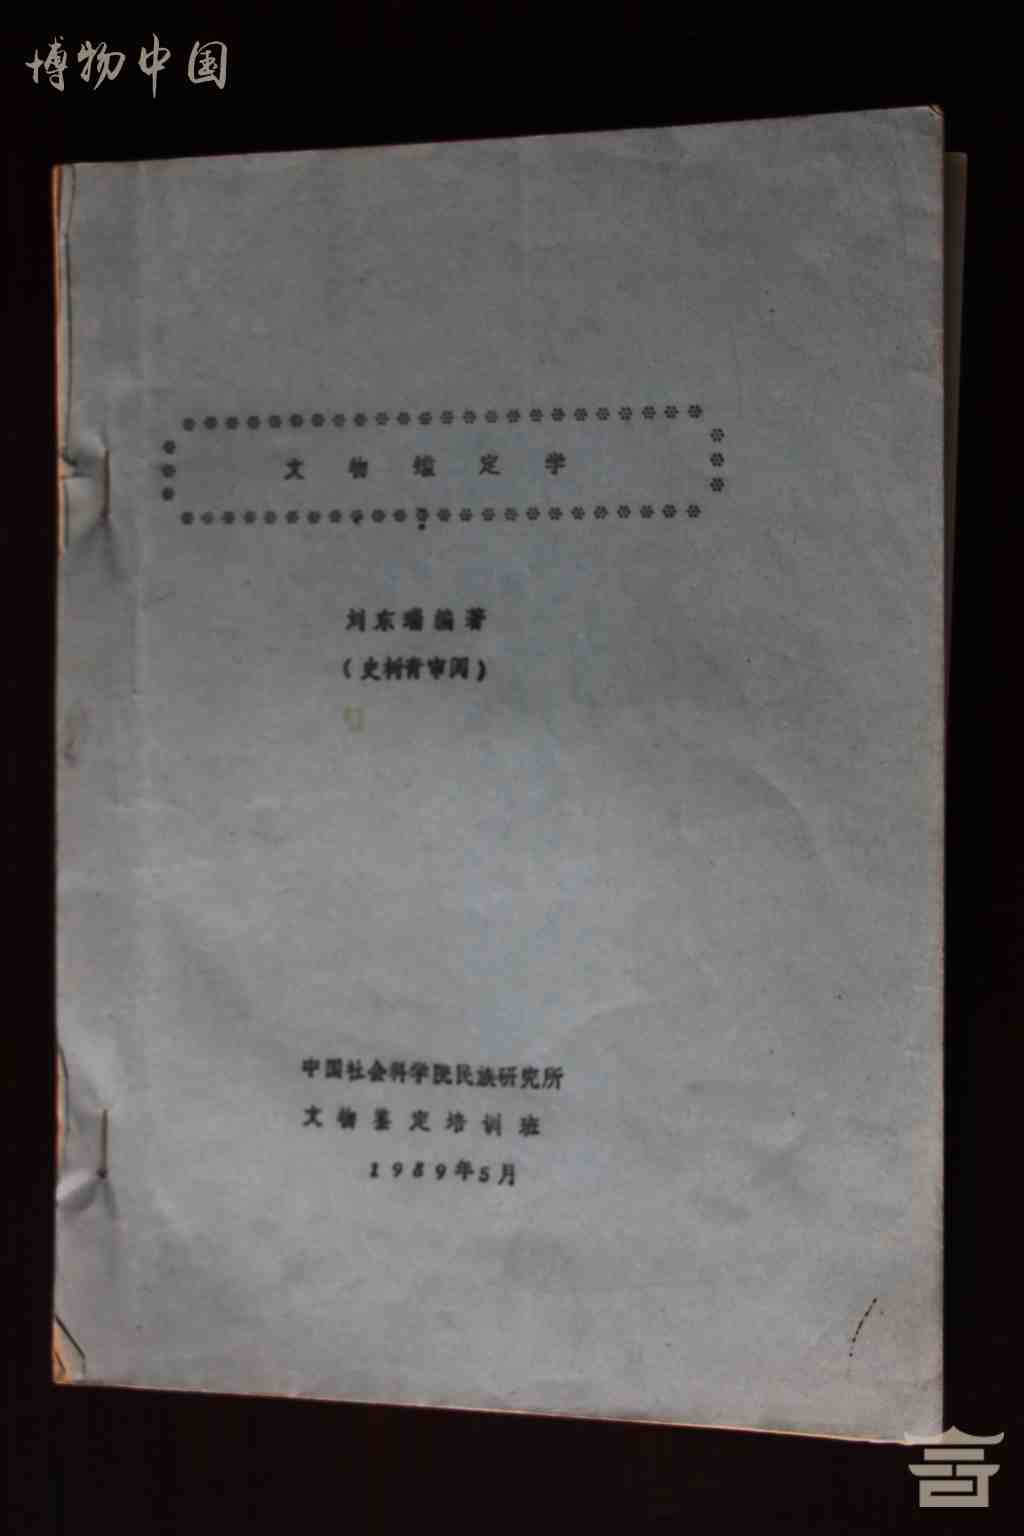 博物中国
文物鉴定学
刘东瑞编著
(史树青审阅)
中国社会科学院民族研究所
文物鉴定培训班
1989年5月